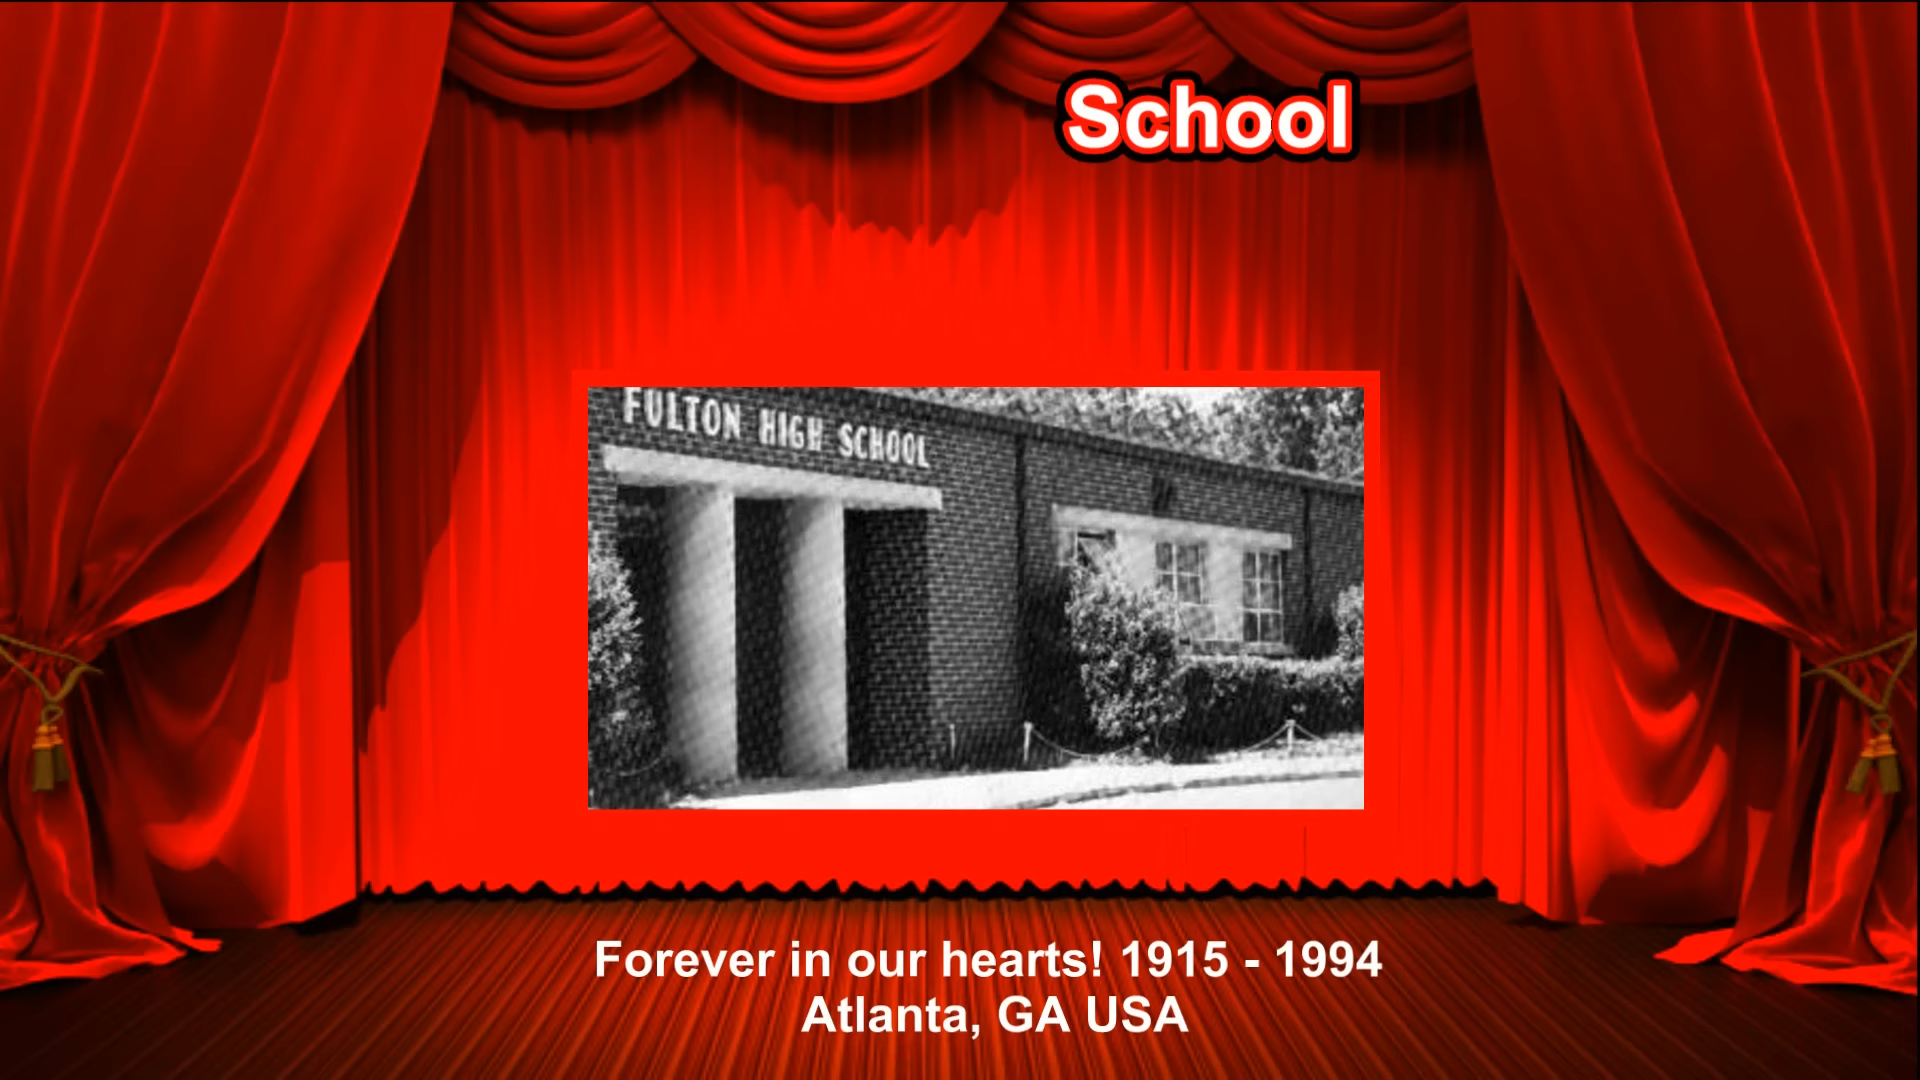 School
FULTON HIGH SCHOOL
Forever in our hearts! 1915 - 1994
Atlanta, GA USA